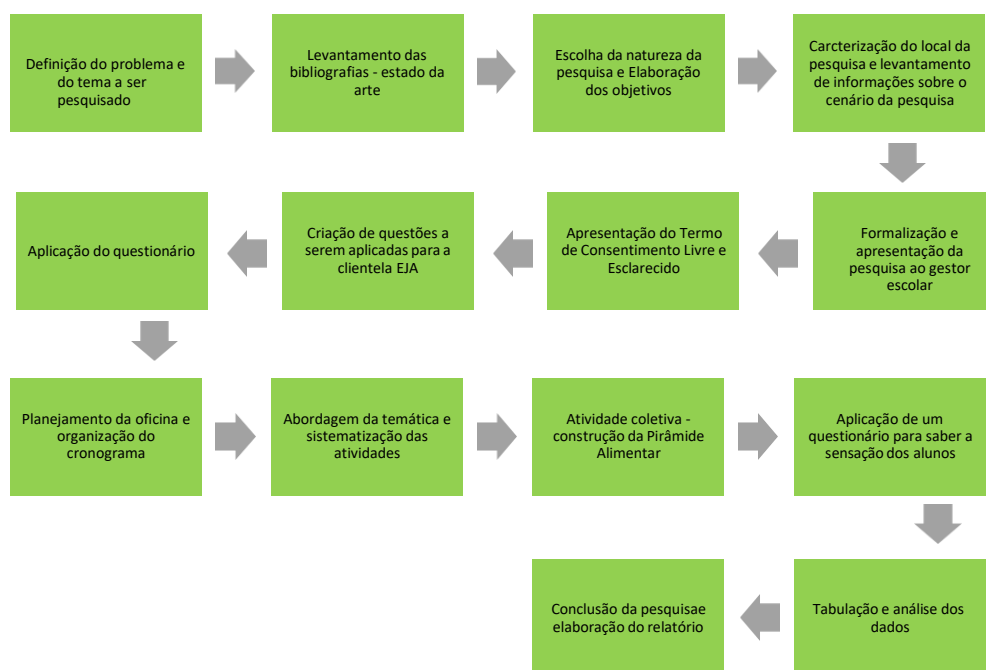 Definição do problema e
do tema a ser
pesquisado
Levantamento das
bibliografias - estado da
arte
Escolha da natureza da
pesquisa e Elaboração
dos objetivos
Carcterização do local da
pesquisa e levantamento
de informações sobre o
cenário da pesquisa
Formalização e
apresentação da
pesquisa ao gestor
escolar
Apresentação do Termo
de Consentimento Livre e
Esclarecido
Criação de questões a
serem aplicadas para a
clientela EJA
Aplicação do questionário
Planejamento da oficina e
organização do
cronograma
Abordagem da temática e
sistematização das
atividades
Atividade coletiva -
construção da Pirâmide
Alimentar
Aplicação de um
questionário para saber a
sensação dos alunos
Tabulação e análise dos
dados
Conclusão da pesquisae
elaboração do relatório